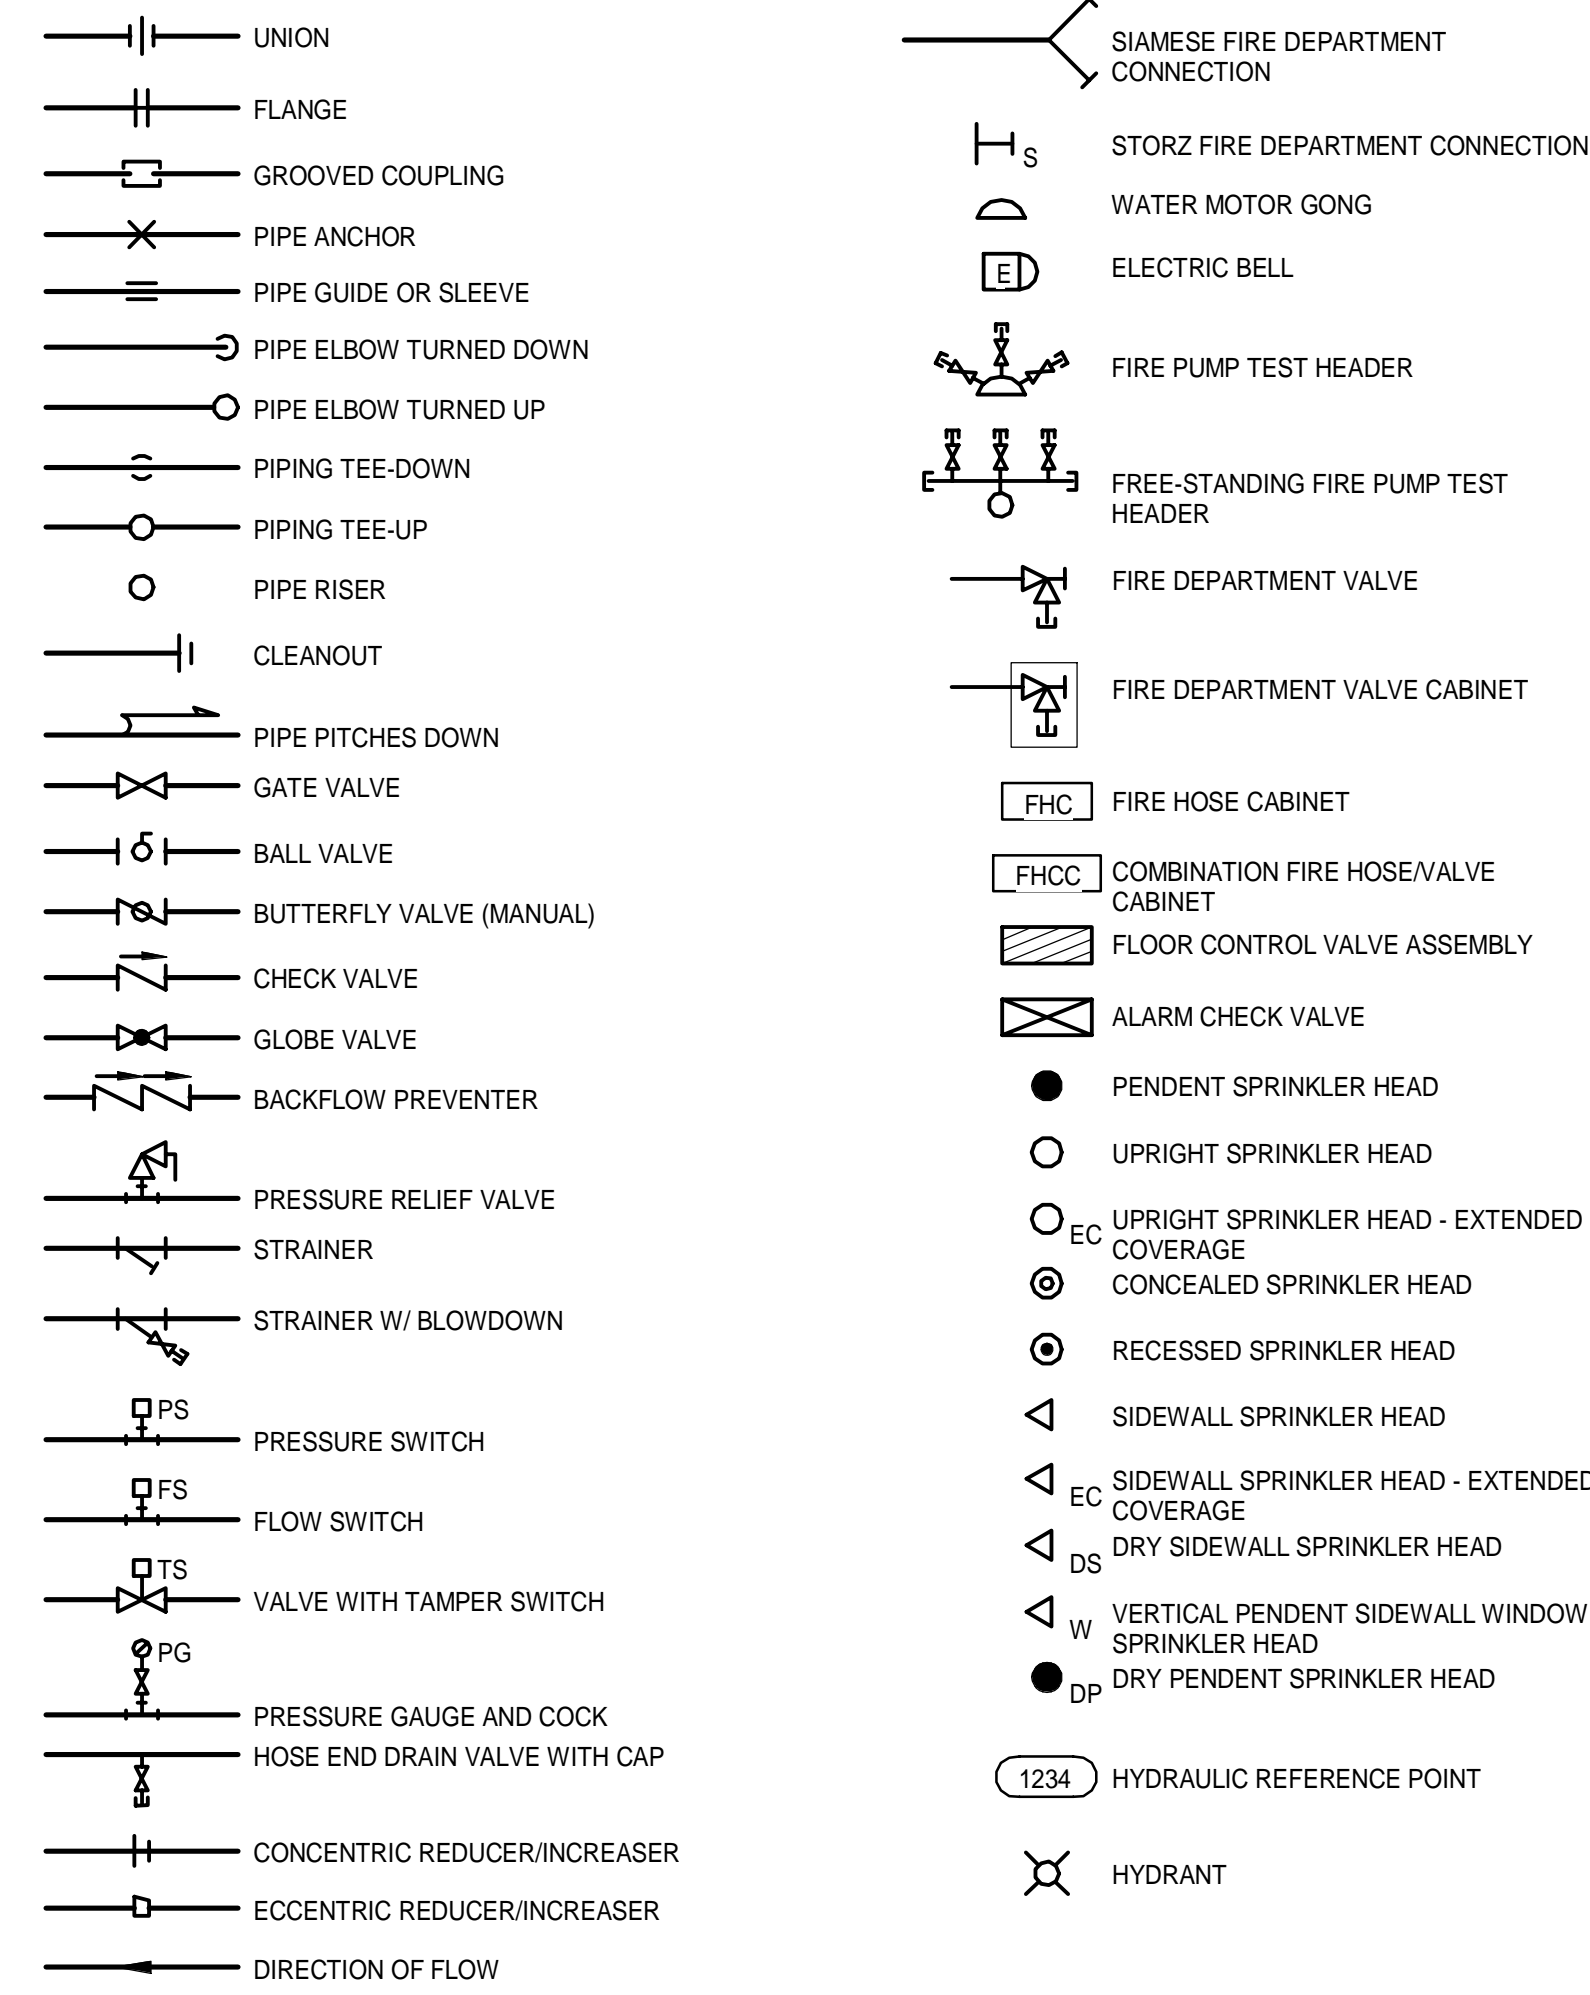 UNION
FLANGE
GROOVED COUPLING
PIPE ANCHOR
PIPE GUIDE OR SLEEVE
PIPE ELBOW TURNED DOWN
PIPE ELBOW TURNED UP
PIPING TEE-DOWN
PIPING TEE-UP
PIPE RISER
CLEANOUT
PIPE PITCHES DOWN
GATE VALVE
BALL VALVE
BUTTERFLY VALVE (MANUAL)
CHECK VALVE
GLOBE VALVE
BACKFLOW PREVENTER
PRESSURE RELIEF VALVE
STRAINER
STRAINER W/ BLOWDOWN
PS
PRESSURE SWITCH
FS
FLOW SWITCH
TS
VALVE WITH TAMPER SWITCH
PG
PRESSURE GAUGE AND COCK
HOSE END DRAIN VALVE WITH CAP
CONCENTRIC REDUCER/INCREASER
ECCENTRIC REDUCER/INCREASER
DIRECTION OF FLOW
SIAMESE FIRE DEPARTMENT
CONNECTION
S STORZ FIRE DEPARTMENT CONNECTION
WATER MOTOR GONG
E ELECTRIC BELL
FIRE PUMP TEST HEADER
FREE-STANDING FIRE PUMP TEST
HEADER
FIRE DEPARTMENT VALVE
FIRE DEPARTMENT VALVE CABINET
FHC FIRE HOSE CABINET
FHCC COMBINATION FIRE HOSE/VALVE
CABINET
FLOOR CONTROL VALVE ASSEMBLY
ALARM CHECK VALVE
PENDENT SPRINKLER HEAD
UPRIGHT SPRINKLER HEAD
EC UPRIGHT SPRINKLER HEAD - EXTENDED
COVERAGE
CONCEALED SPRINKLER HEAD
RECESSED SPRINKLER HEAD
SIDEWALL SPRINKLER HEAD
EC SIDEWALL SPRINKLER HEAD - EXTENDED
COVERAGE
DS DRY SIDEWALL SPRINKLER HEAD
W VERTICAL PENDENT SIDEWALL WINDOW
SPRINKLER HEAD
DP DRY PENDENT SPRINKLER HEAD
1234 HYDRAULIC REFERENCE POINT
HYDRANT